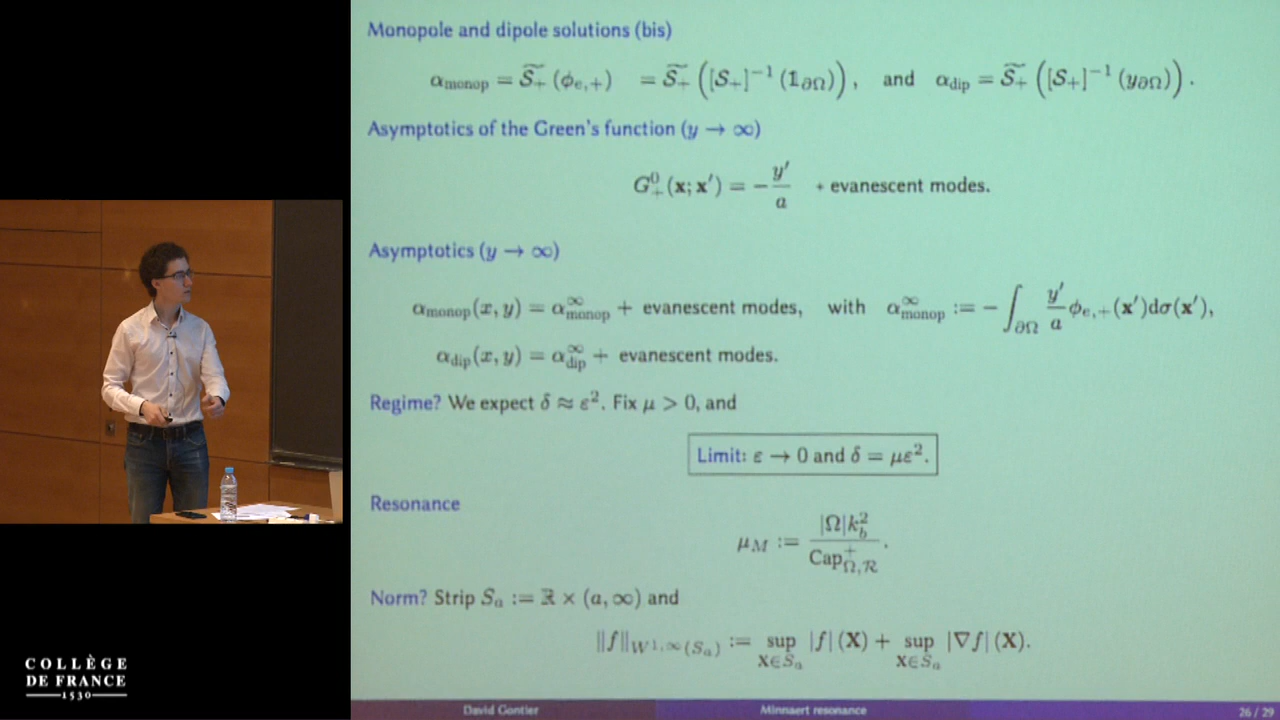 Monopole and dipole solutions (bis)
α_monop = S̃_+ (ϕ_{e,+}) = S̃_+ ([S_+]^{-1} (𝟙_{∂Ω})), and α_dip = S̃_+ ([S_+]^{-1} (y_{∂Ω})).
Asymptotics of the Green's function (y → ∞)
G^0_+(x; x′) = − y′/a + evanescent modes.
Asymptotics (y → ∞)
α_monop(x, y) = α^∞_monop + evanescent modes, with α^∞_monop := − ∫_{∂Ω} y′/a ϕ_{e,+}(x′)dσ(x′),
α_dip(x, y) = α^∞_dip + evanescent modes.
Regime? We expect δ ≈ ε². Fix μ > 0, and
Limit: ε → 0 and δ = με².
Resonance
μ_M := |Ω|k_b² / Cap^+_{Ω,R}.
Norm? Strip S_a := ℝ × (a, ∞) and
‖f‖_{W^{1,∞}(S_a)} := sup_{X∈S_a} |f| (X) + sup_{X∈S_a} |∇f| (X).
COLLÈGE
DE FRANCE
1530
David Gontier Minnaert resonance 26 / 29